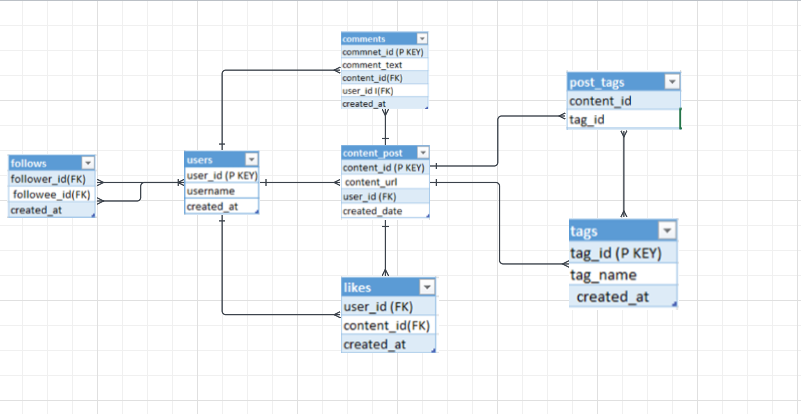 comments
commnet_id (P KEY)
comment_text
content_id(FK)
user_id I(FK)
created_at
post_tags
content_id
tag_id
follows
follower_id(FK)
followee_id(FK)
created_at
users
user_id (P KEY)
username
created_at
content_post
content_id (P KEY)
content_url
user_id (FK)
created_date
tags
tag_id (P KEY)
tag_name
created_at
likes
user_id (FK)
content_id(FK)
created_at